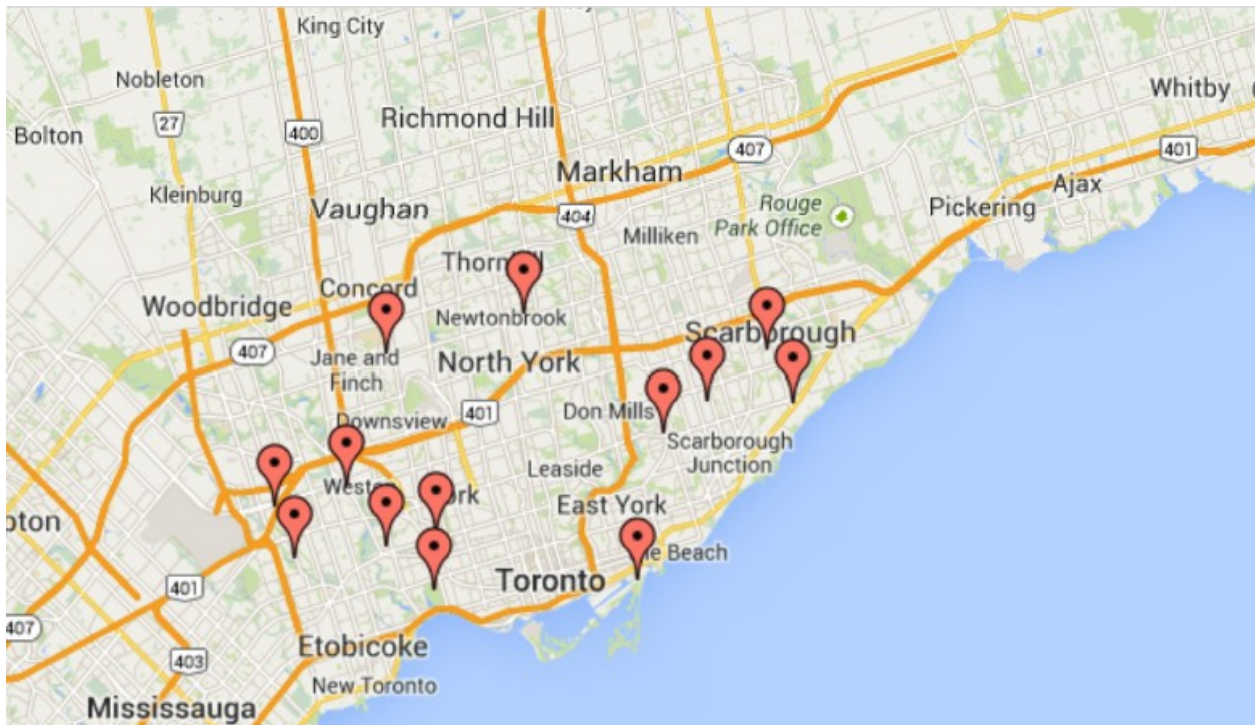 King City
Nobleton
Whitby
27
Richmond Hill
Bolton
400
407
401
Markham
Ajax
Kleinburg
Vaughan
Rouge
Park Office
Pickering
404
Milliken
Concord
Newtonbrook
Woodbridge
Scarborough
407
Jane and
Finch
North York
401
Don Mills
Downsview
Scarborough
Junction
Leaside
East York
Beach
Toronto
401
407
Etobicoke
403
New Toronto
Mississauga